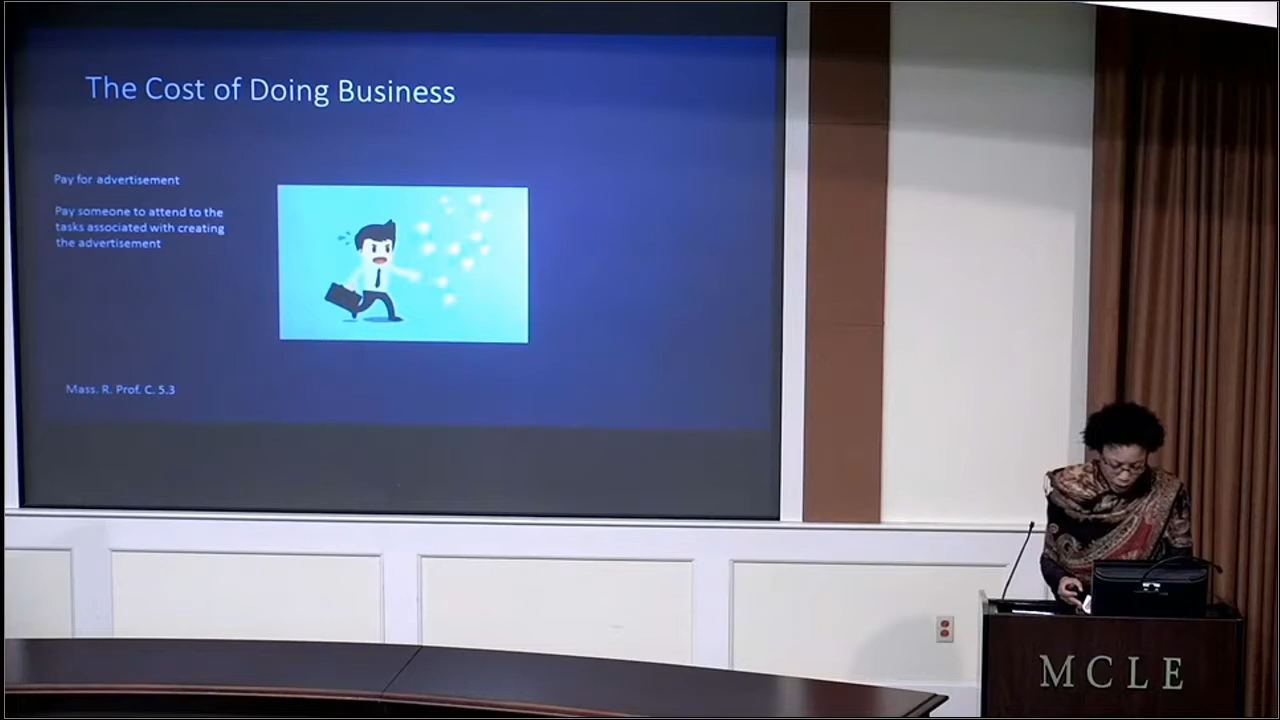 The Cost of Doing Business
Pay for advertisement
Pay someone to attend to the
tasks associated with creating
the advertisement
Mass. R. Prof. C. 5.3
MCLE